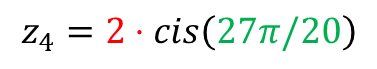 z₄ = 2 · cis(27π/20)